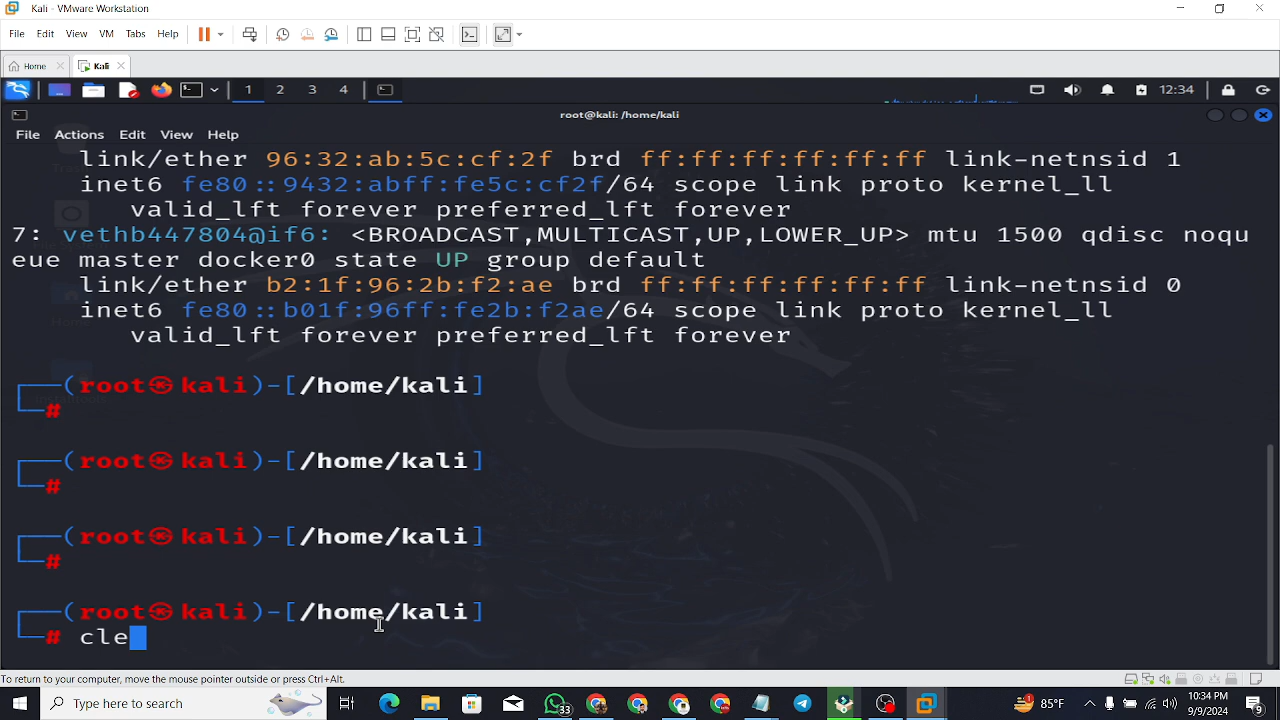 Kali - VMware Workstation
File Edit View VM Tabs Help
Home Kali
1 2 3 4 12:34
root@kali: /home/kali
File Actions Edit View Help
link/ether 96:32:ab:5c:cf:2f brd ff:ff:ff:ff:ff:ff link-netnsid 1
inet6 fe80::9432:abff:fe5c:cf2f/64 scope link proto kernel_ll
valid_lft forever preferred_lft forever
7: vethb447804@if6: <BROADCAST,MULTICAST,UP,LOWER_UP> mtu 1500 qdisc noqu
eue master docker0 state UP group default
link/ether b2:1f:96:2b:f2:ae brd ff:ff:ff:ff:ff:ff link-netnsid 0
inet6 fe80::b01f:96ff:fe2b:f2ae/64 scope link proto kernel_ll
valid_lft forever preferred_lft forever
┌──(root㉿kali)-[/home/kali]
└─#
┌──(root㉿kali)-[/home/kali]
└─#
┌──(root㉿kali)-[/home/kali]
└─#
┌──(root㉿kali)-[/home/kali]
└─# cle
To return to your computer, move the mouse pointer outside or press Ctrl+Alt.
Type here to search 33 85°F 10:34 PM
9/9/2024